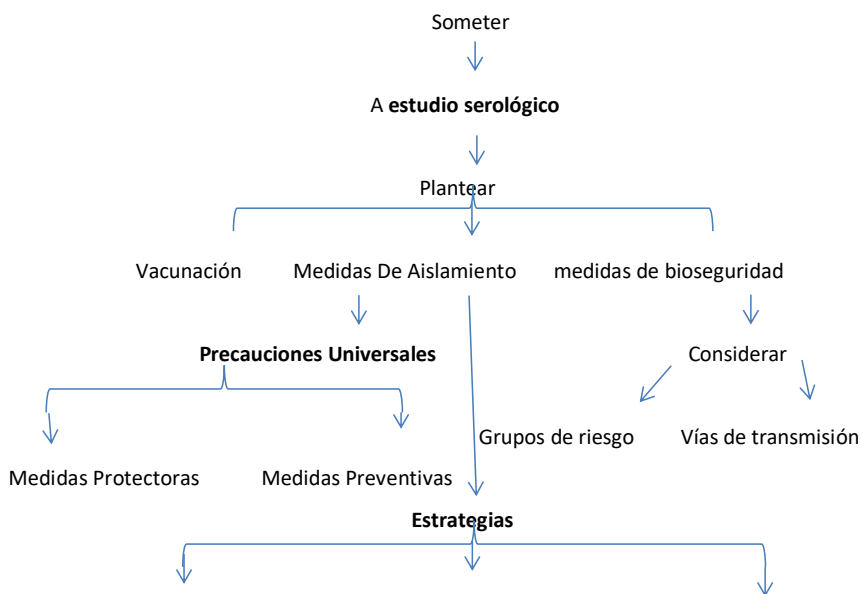 Someter
A estudio serológico
Plantear
Vacunación
Medidas De Aislamiento
medidas de bioseguridad
Precauciones Universales
Considerar
Grupos de riesgo
Vías de transmisión
Medidas Protectoras
Medidas Preventivas
Estrategias